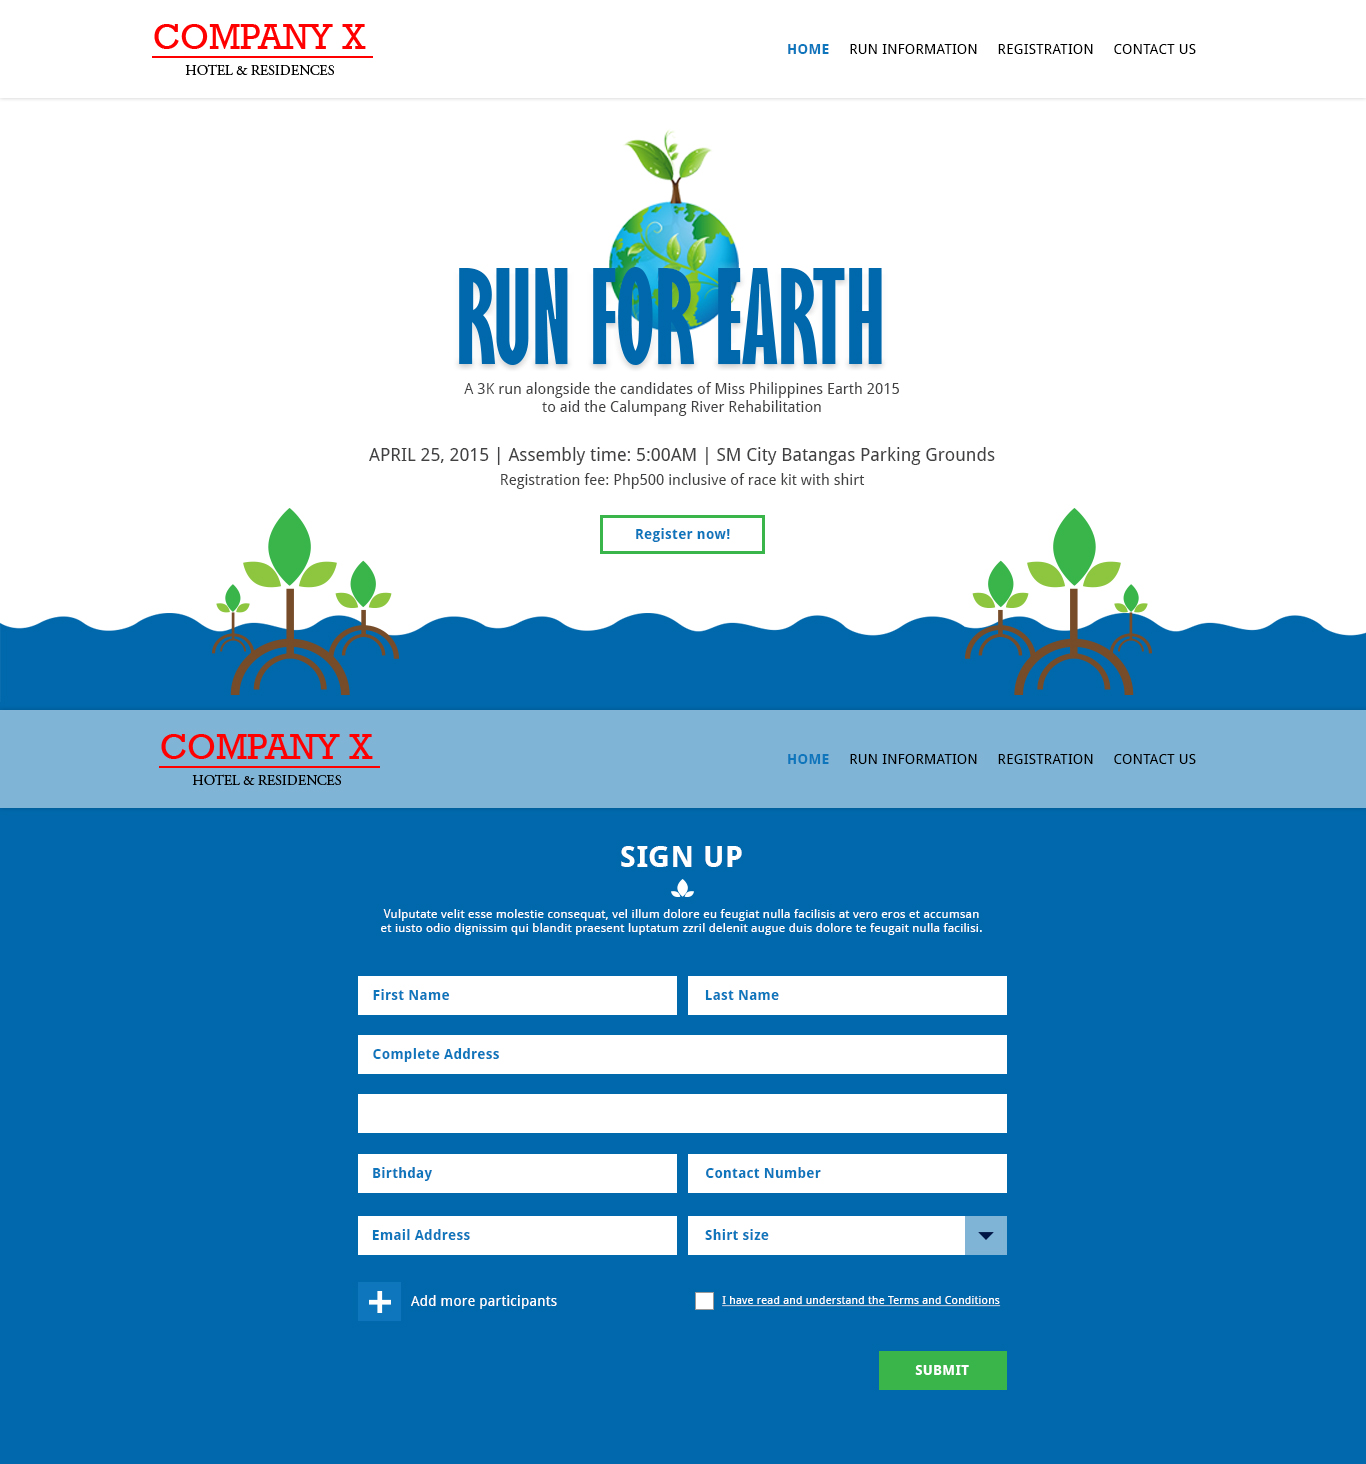 COMPANY X
HOTEL & RESIDENCES
HOME RUN INFORMATION REGISTRATION CONTACT US
RUN FOR EARTH
A 3K run alongside the candidates of Miss Philippines Earth 2015
to aid the Calumpang River Rehabilitation
APRIL 25, 2015 | Assembly time: 5:00AM | SM City Batangas Parking Grounds
Registration fee: Php500 inclusive of race kit with shirt
Register now!
COMPANY X
HOTEL & RESIDENCES
HOME RUN INFORMATION REGISTRATION CONTACT US
SIGN UP
Vulputate velit esse molestie consequat, vel illum dolore eu feugiat nulla facilisis at vero eros et accumsan
et iusto odio dignissim qui blandit praesent luptatum zzril delenit augue duis dolore te feugait nulla facilisi.
First Name Last Name
Complete Address
Birthday Contact Number
Email Address Shirt size
Add more participants I have read and understand the Terms and Conditions
SUBMIT